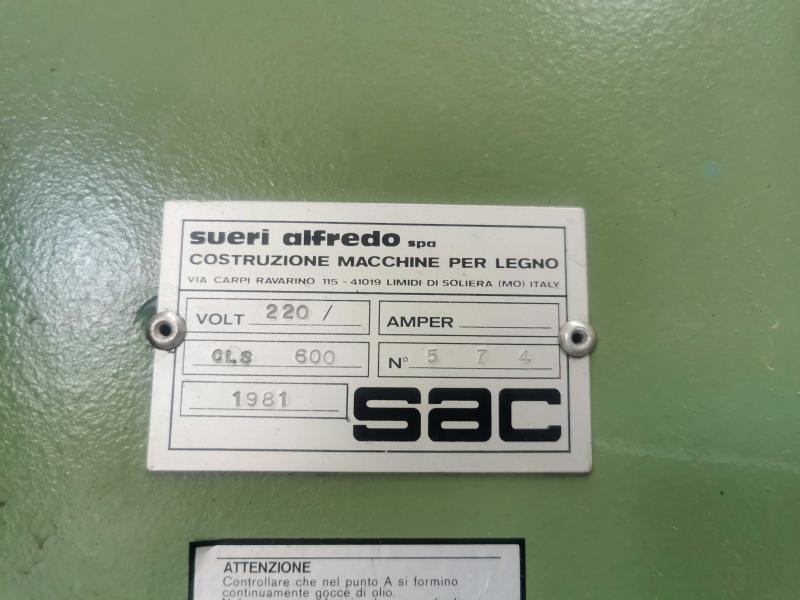 sueri alfredo spa
COSTRUZIONE MACCHINE PER LEGNO
VIA CARPI RAVARINO 115 - 41019 LIMIDI DI SOLIERA (MO) ITALY
VOLT 220 /
AMPER
CLS 600
N° 5 7 4
1981
sac
ATTENZIONE
Controllare che nel punto A si formino
continuamente gocce di olio.